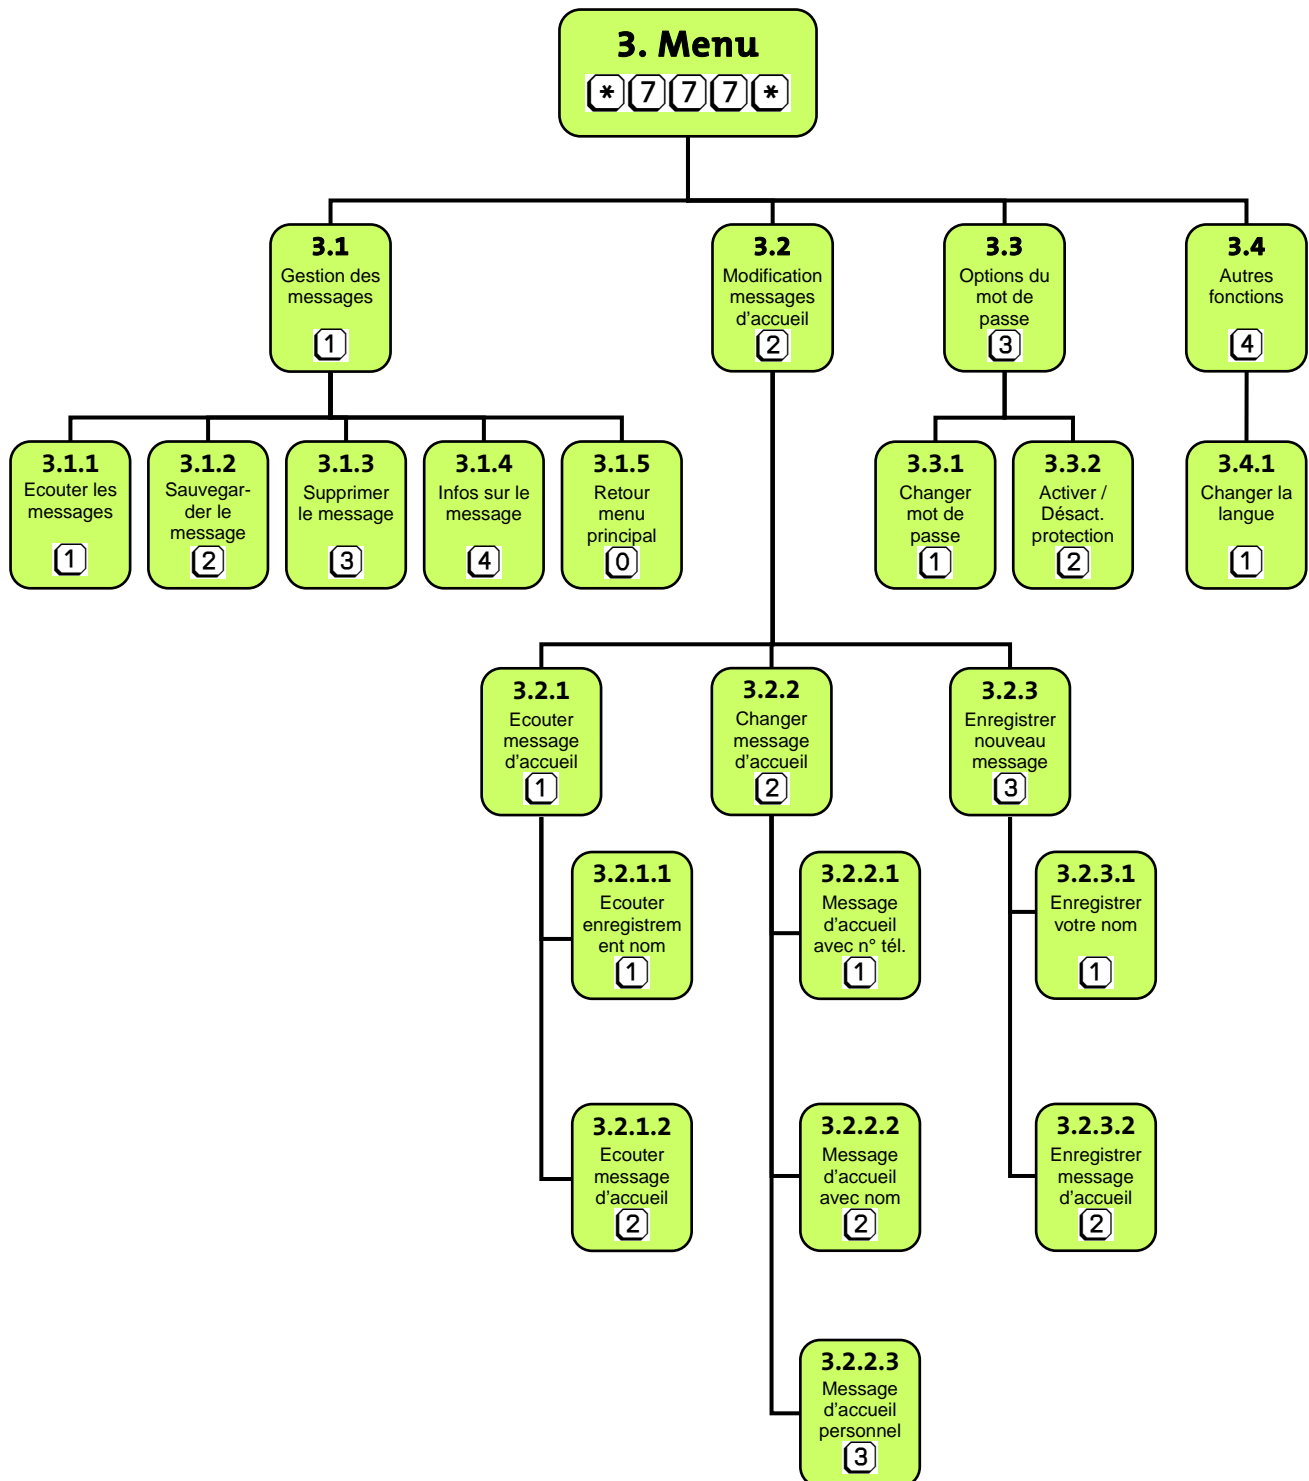 3. Menu
* 7 7 7 *
3.1
Gestion des
messages
1
3.2
Modification
messages
d’accueil
2
3.3
Options du
mot de
passe
3
3.4
Autres
fonctions
4
3.1.1
Ecouter les
messages
1
3.1.2
Sauvegar-
der le
message
2
3.1.3
Supprimer
le message
3
3.1.4
Infos sur le
message
4
3.1.5
Retour
menu
principal
0
3.3.1
Changer
mot de
passe
1
3.3.2
Activer /
Désact.
protection
2
3.4.1
Changer la
langue
1
3.2.1
Ecouter
message
d’accueil
1
3.2.2
Changer
message
d’accueil
2
3.2.3
Enregistrer
nouveau
message
3
3.2.1.1
Ecouter
enregistrem
ent nom
1
3.2.2.1
Message
d’accueil
avec n° tél.
1
3.2.3.1
Enregistrer
votre nom
1
3.2.1.2
Ecouter
message
d’accueil
2
3.2.2.2
Message
d’accueil
avec nom
2
3.2.3.2
Enregistrer
message
d’accueil
2
3.2.2.3
Message
d’accueil
personnel
3